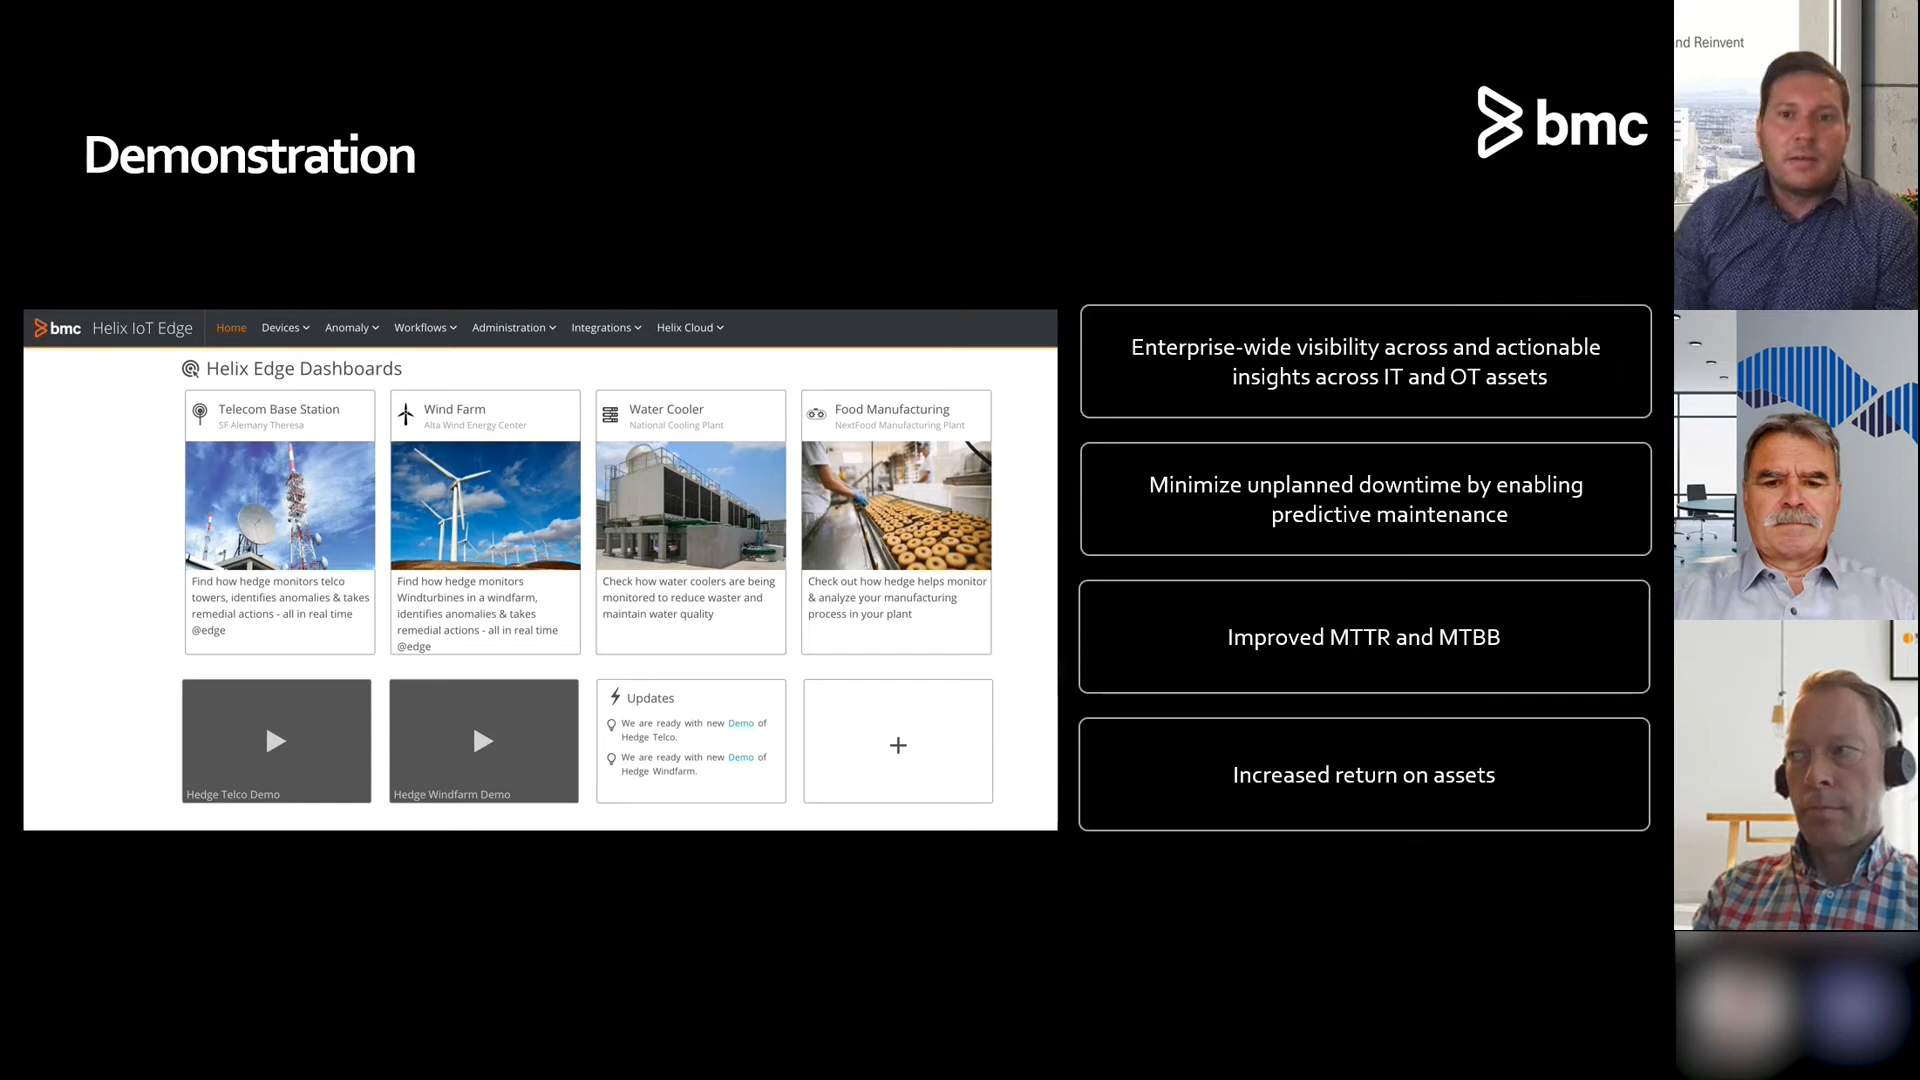 Demonstration
bmc
nd Reinvent
bmc Helix IoT Edge Home Devices Anomaly Workflows Administration Integrations Helix Cloud
Helix Edge Dashboards
Telecom Base Station
SF Alemany Theresa
Find how hedge monitors telco
towers, identifies anomalies & takes
remedial actions - all in real time
@edge
Wind Farm
Alta Wind Energy Center
Find how hedge monitors
Windturbines in a windfarm,
identifies anomalies & takes
remedial actions - all in real time
@edge
Water Cooler
National Cooling Plant
Check how water coolers are being
monitored to reduce waster and
maintain water quality
Food Manufacturing
NextFood Manufacturing Plant
Check out how hedge helps monitor
& analyze your manufacturing
process in your plant
Hedge Telco Demo
Hedge Windfarm Demo
Updates
We are ready with new Demo of
Hedge Telco.
We are ready with new Demo of
Hedge Windfarm.
+
Enterprise-wide visibility across and actionable
insights across IT and OT assets
Minimize unplanned downtime by enabling
predictive maintenance
Improved MTTR and MTBB
Increased return on assets